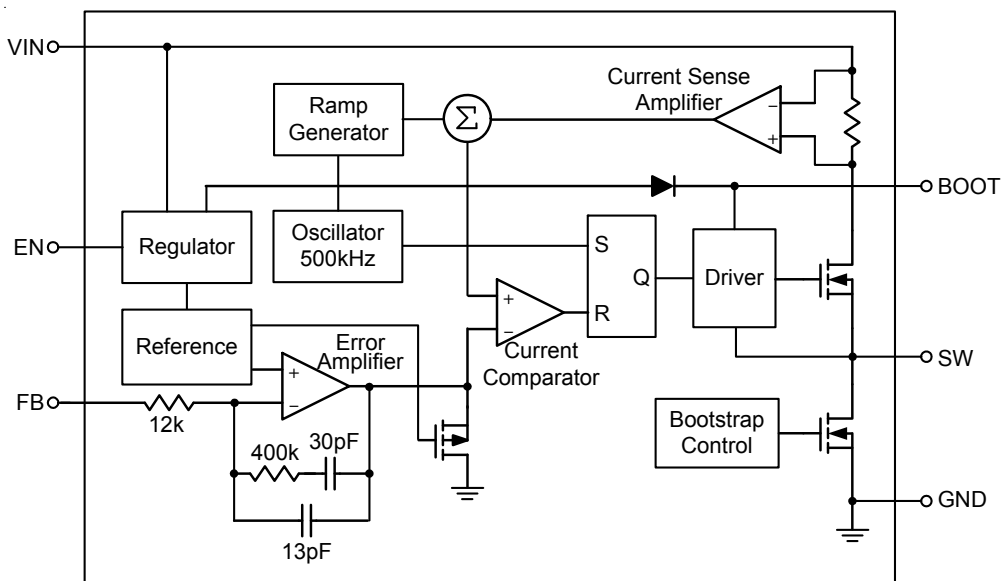 VIN
Current Sense
Amplifier
Ramp
Generator
Σ
−
+
BOOT
EN
Regulator
Oscillator
500kHz
S
Q
R
Driver
+
−
Current
Comparator
SW
Reference
Error
Amplifier
+
−
FB
12k
400k
30pF
13pF
Bootstrap
Control
GND